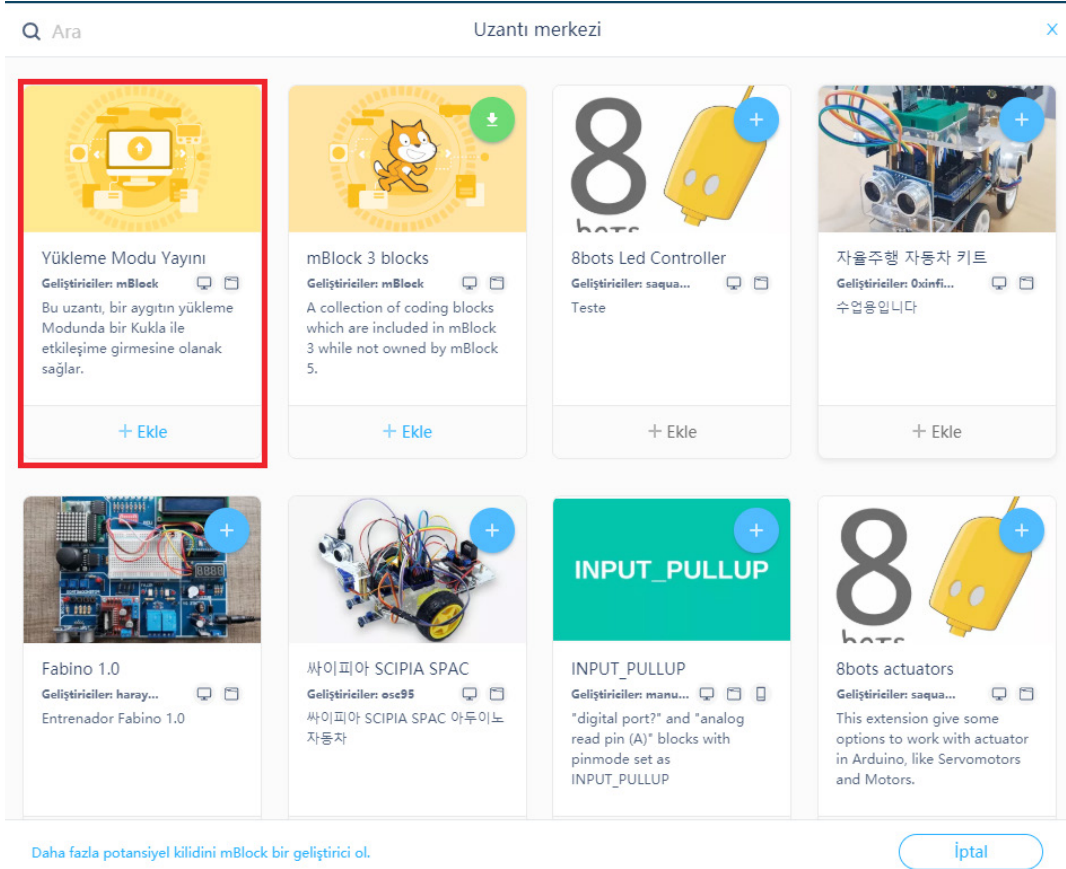 Ara
Uzantı merkezi
X
Yükleme Modu Yayını
Geliştiriciler: mBlock
Bu uzantı, bir aygıtın yükleme
Modunda bir Kukla ile
etkileşime girmesine olanak
sağlar.
+ Ekle
mBlock 3 blocks
Geliştiriciler: mBlock
A collection of coding blocks
which are included in mBlock
3 while not owned by mBlock
5.
+ Ekle
8
bots
8bots Led Controller
Geliştiriciler: saqua...
Teste
+ Ekle
자율주행 자동차 키트
Geliştiriciler: 0xinfi...
수업용입니다
+ Ekle
Fabino 1.0
Geliştiriciler: haray...
Entrenador Fabino 1.0
싸이피아 SCIPIA SPAC
Geliştiriciler: osc95
싸이피아 SCIPIA SPAC 아두이노
자동차
INPUT_PULLUP
INPUT_PULLUP
Geliştiriciler: manu...
"digital port?" and "analog
read pin (A)" blocks with
pinmode set as
INPUT_PULLUP
8
bots
8bots actuators
Geliştiriciler: saqua...
This extension give some
options to work with actuator
in Arduino, like Servomotors
and Motors.
Daha fazla potansiyel kilidini mBlock bir geliştirici ol.
İptal